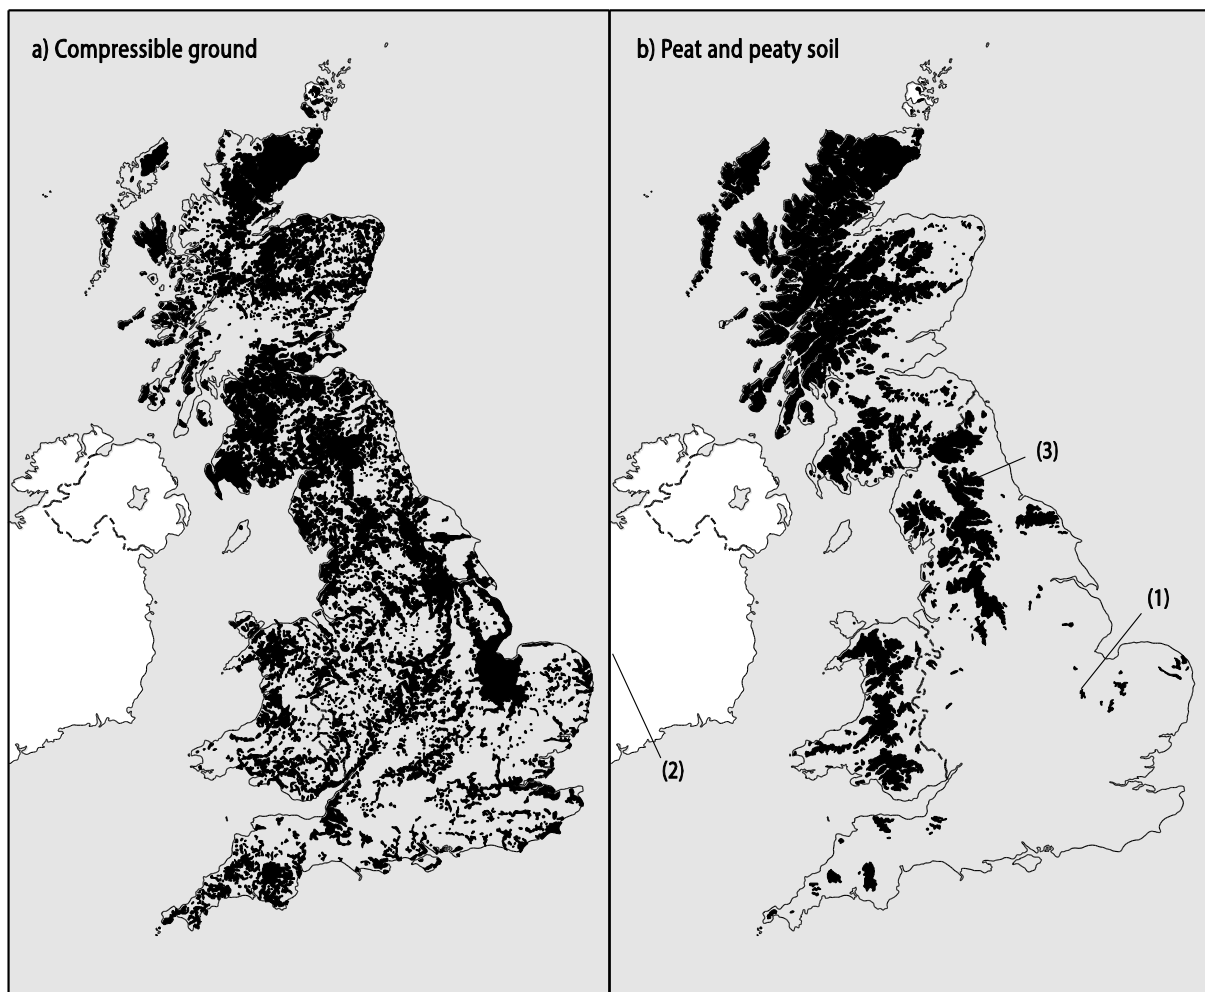 a) Compressible ground
b) Peat and peaty soil
(3)
(1)
(2)